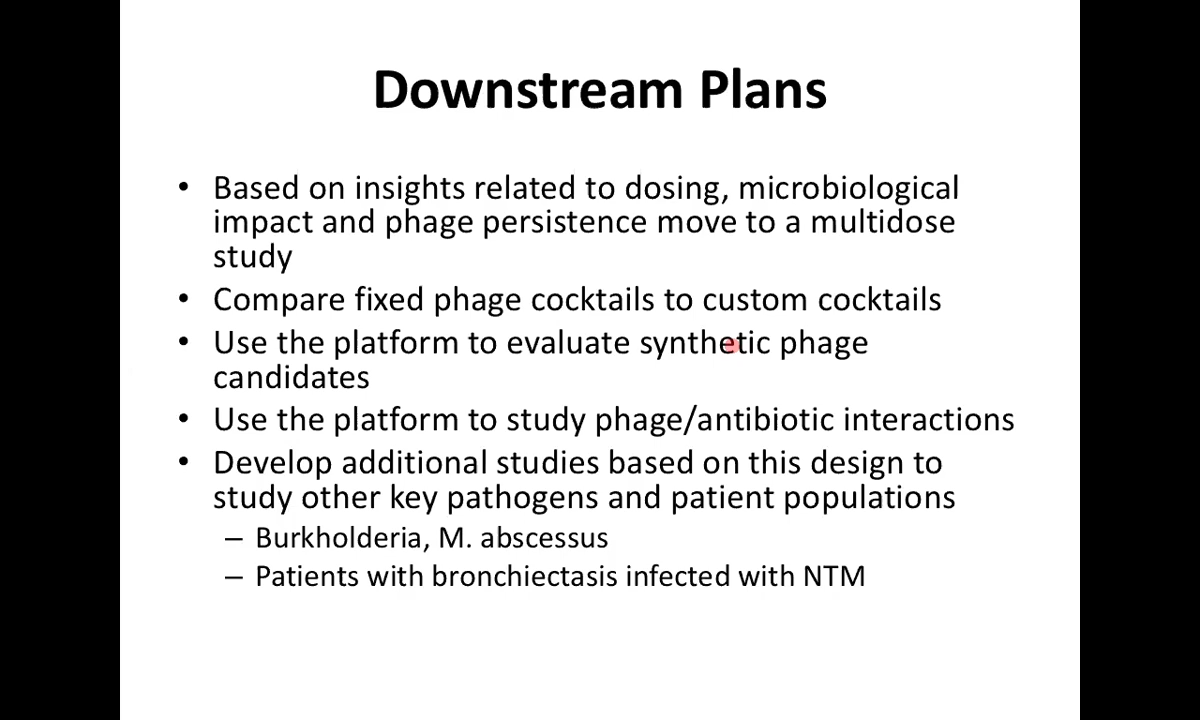 Downstream Plans
• Based on insights related to dosing, microbiological
impact and phage persistence move to a multidose
study
• Compare fixed phage cocktails to custom cocktails
• Use the platform to evaluate synthetic phage
candidates
• Use the platform to study phage/antibiotic interactions
• Develop additional studies based on this design to
study other key pathogens and patient populations
– Burkholderia, M. abscessus
– Patients with bronchiectasis infected with NTM